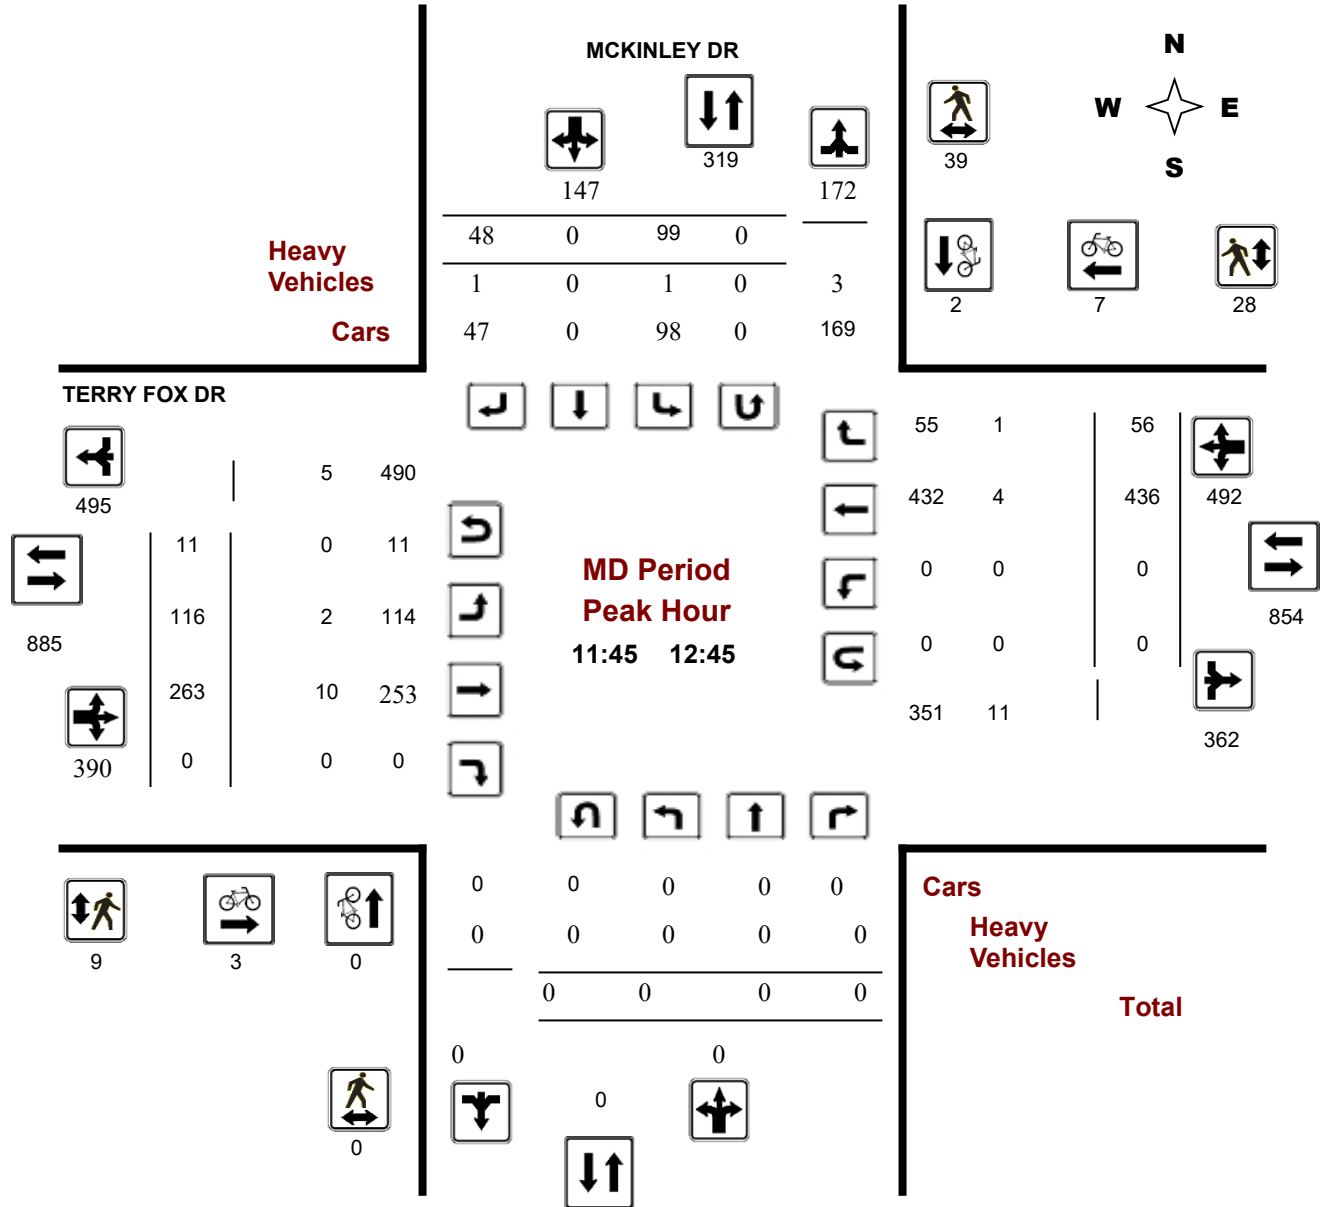 MCKINLEY DR
N
W E
S
319
39
147
172
48 0 99 0
Heavy
Vehicles
1 0 1 0 3
2 7 28
Cars
47 0 98 0 169
TERRY FOX DR
55 1 56
5 490
495
432 4 436 492
11 0 11
MD Period
0 0 0
Peak Hour
116 2 114
854
885
11:45 12:45
0 0 0
263 10 253
351 11
362
390 0 0 0
0 0 0 0 0
Cars
0 0 0 0 0
Heavy
Vehicles
9 3 0
0 0 0 0
Total
0 0
0
0